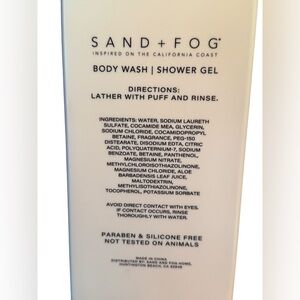 SAND + FOG®
INSPIRED ON THE CALIFORNIA COAST
BODY WASH | SHOWER GEL
DIRECTIONS:
LATHER WITH PUFF AND RINSE.
INGREDIENTS: WATER, SODIUM LAURETH
SULFATE, COCAMIDE MEA, GLYCERIN,
SODIUM CHLORIDE, COCAMIDOPROPYL
BETAINE, FRAGRANCE, PEG-150
DISTEARATE, DISODIUM EDTA, CITRIC
ACID, POLYQUATERNIUM-7, SODIUM
BENZOATE, BETAINE, PANTHENOL,
MAGNESIUM NITRATE,
METHYLCHLOROISOTHIAZOLINONE,
MAGNESIUM CHLORIDE, ALOE
BARBADENSIS LEAF JUICE,
MALTODEXTRIN,
METHYLISOTHIAZOLINONE,
TOCOPHEROL, POTASSIUM SORBATE
AVOID DIRECT CONTACT WITH EYES.
IF CONTACT OCCURS, RINSE
THOROUGHLY WITH WATER.
PARABEN & SILICONE FREE
NOT TESTED ON ANIMALS
MADE IN CHINA
DISTRIBUTED BY: SAND AND FOG HOME,
HUNTINGTON BEACH, CA 92649